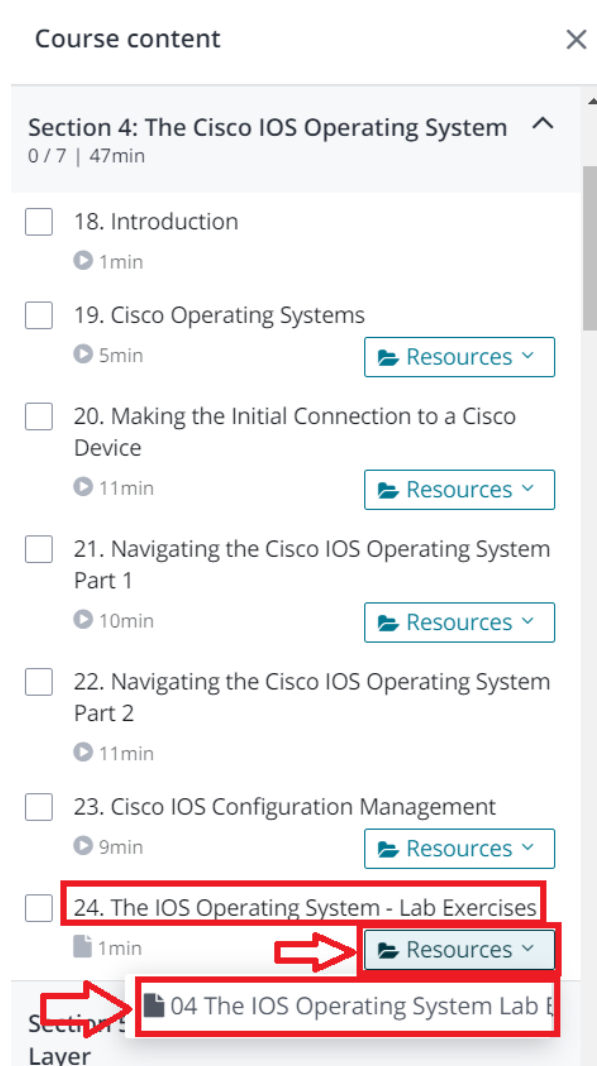 Course content
Section 4: The Cisco IOS Operating System
0 / 7 | 47min
18. Introduction
1min
19. Cisco Operating Systems
5min
Resources
20. Making the Initial Connection to a Cisco
Device
11min
Resources
21. Navigating the Cisco IOS Operating System
Part 1
10min
Resources
22. Navigating the Cisco IOS Operating System
Part 2
11min
23. Cisco IOS Configuration Management
9min
Resources
24. The IOS Operating System - Lab Exercises
1min
Resources
04 The IOS Operating System Lab
Section 5
Layer